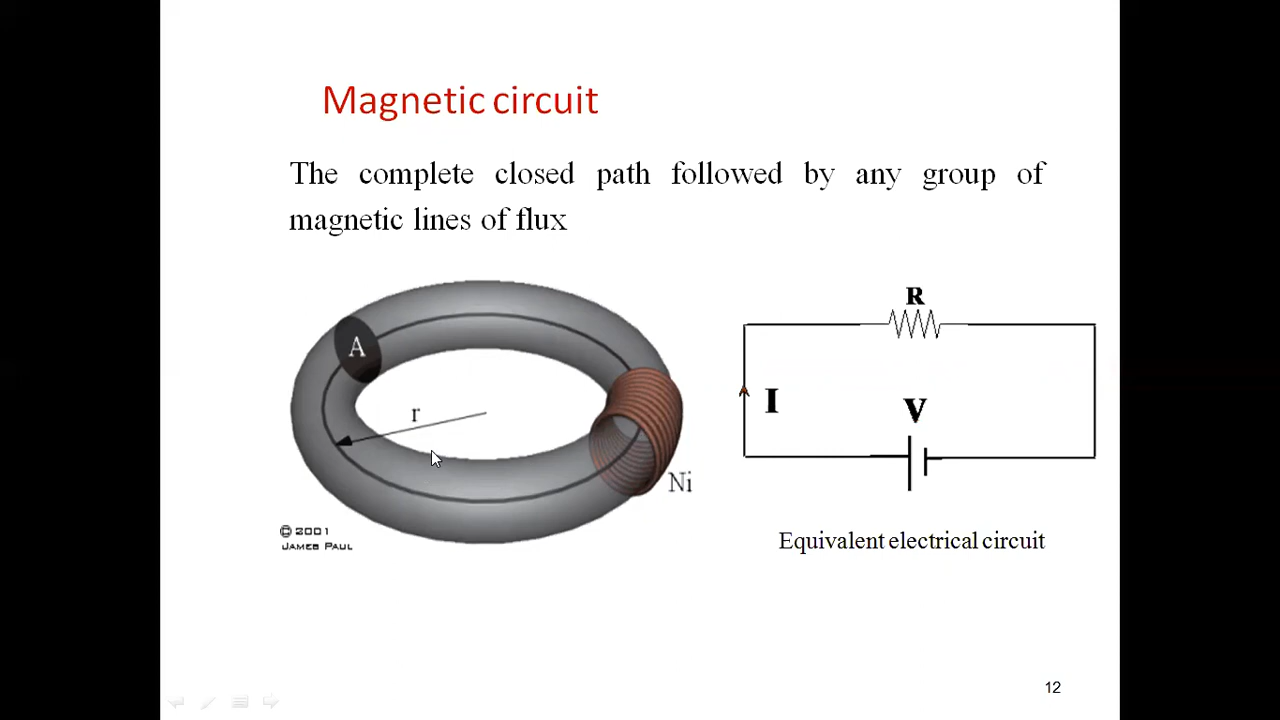 Magnetic circuit
The complete closed path followed by any group of
magnetic lines of flux
A
r
Ni
© 2001
JAMES PAUL
R
I
V
Equivalent electrical circuit
12